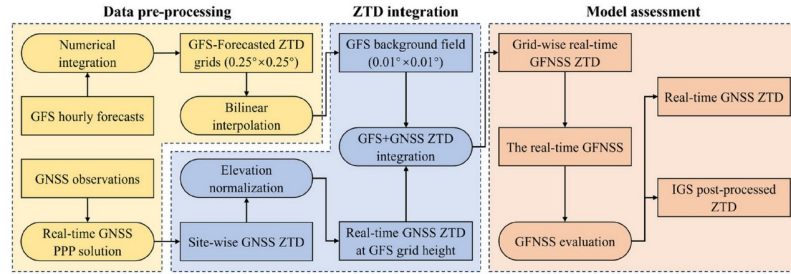 Data pre-processing
ZTD integration
Model assessment
Numerical
integration
GFS-Forecasted ZTD
grids (0.25°×0.25°)
GFS background field
(0.01°×0.01°)
Grid-wise real-time
GFNSS ZTD
GFS hourly forecasts
Bilinear
interpolation
Real-time GNSS ZTD
GFS+GNSS ZTD
integration
The real-time GFNSS
GNSS observations
Elevation
normalization
IGS post-processed
ZTD
Real-time GNSS
PPP solution
Site-wise GNSS ZTD
Real-time GNSS ZTD
at GFS grid height
GFNSS evaluation